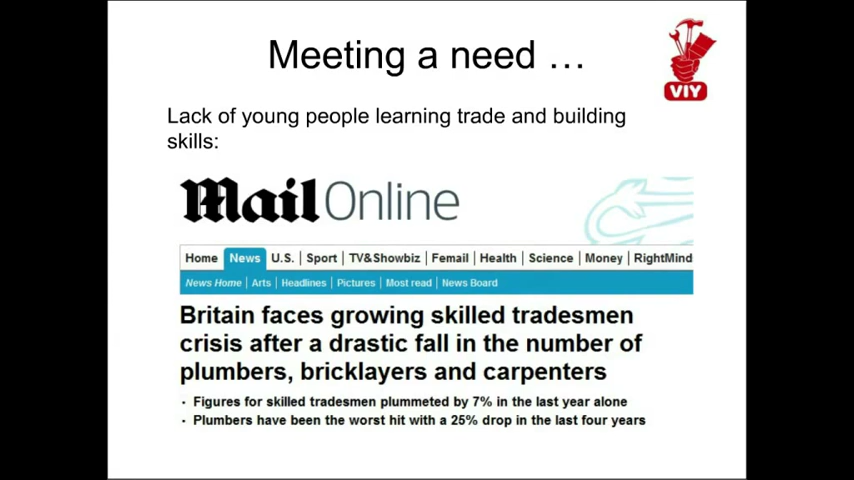 Meeting a need …
VIY
Lack of young people learning trade and building
skills:
Mail Online
Home News U.S. Sport TV&Showbiz Femail Health Science Money RightMind
News Home Arts Headlines Pictures Most read News Board
Britain faces growing skilled tradesmen
crisis after a drastic fall in the number of
plumbers, bricklayers and carpenters
· Figures for skilled tradesmen plummeted by 7% in the last year alone
· Plumbers have been the worst hit with a 25% drop in the last four years